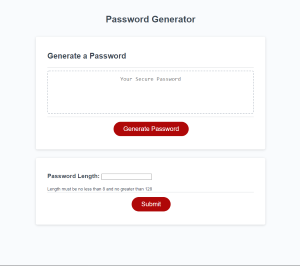 Password Generator
Generate a Password
Your Secure Password
Generate Password
Password Length:
Length must be no less than 8 and no greater than 128
Submit